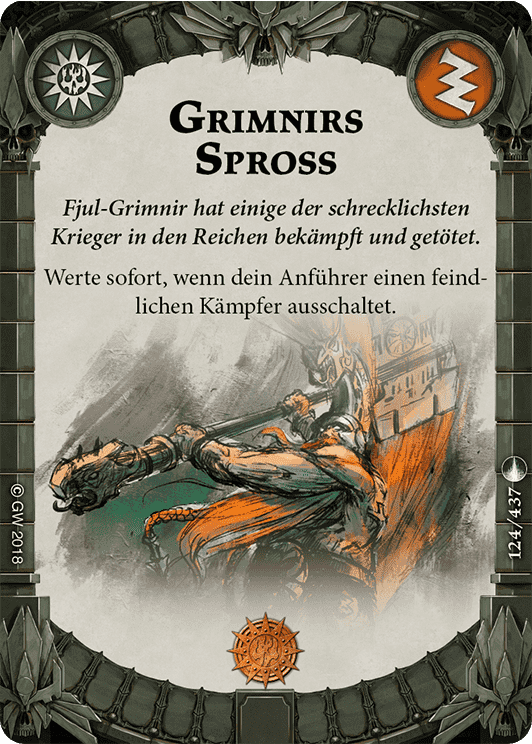 GRIMNIRS
SPROSS
Fjul-Grimnir hat einige der schrecklichsten
Krieger in den Reichen bekämpft und getötet.
Werte sofort, wenn dein Anführer einen feind-
lichen Kämpfer ausschaltet.
© GW 2018
124/437